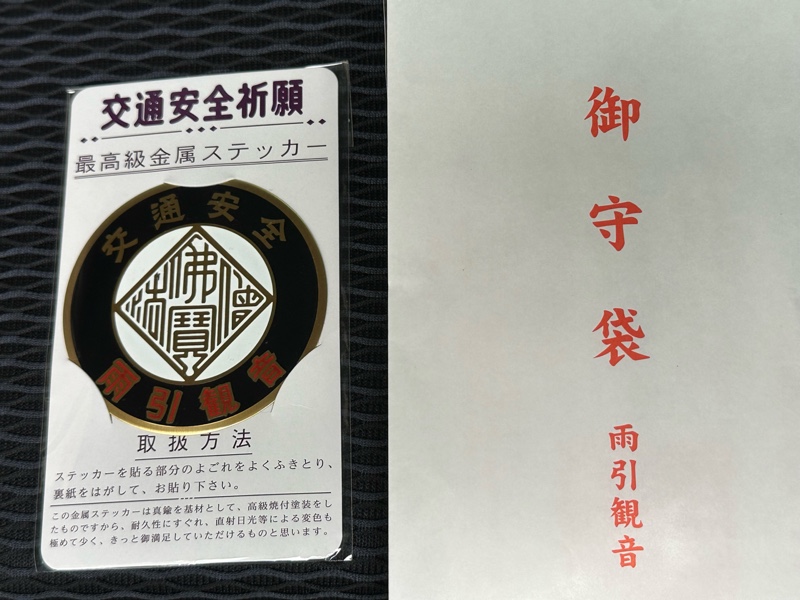 交通安全祈願
最高級金属ステッカー
交通安全
佛
法 僧
寶
雨引観音
取扱方法
ステッカーを貼る部分のよごれをよくふきとり、
裏紙をはがして、お貼り下さい。
この金属ステッカーは真鍮を基材として、高級焼付塗装をし
たものですから、耐久性にすぐれ、直射日光等による変色も
極めて少く、きっと御満足していただけるものと思います。
御守袋
雨引観音